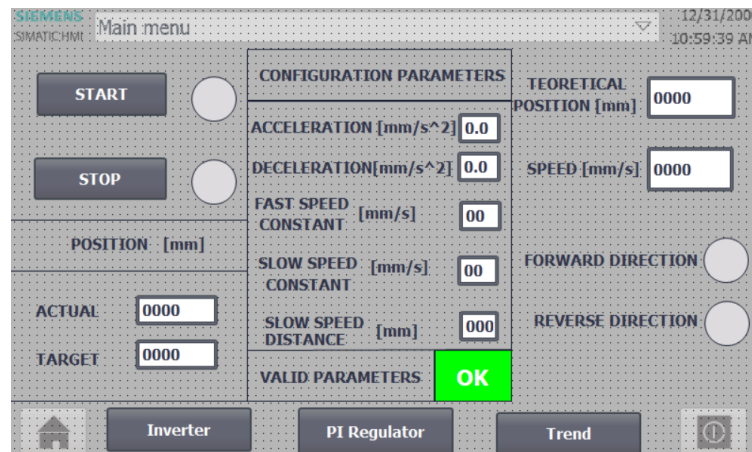 SIEMENS
SIMATIC HMI
Main menu
12/31/200
10:59:39 AM
START
STOP
POSITION [mm]
ACTUAL 0000
TARGET 0000
CONFIGURATION PARAMETERS
ACCELERATION [mm/s^2] 0.0
DECELERATION[mm/s^2] 0.0
FAST SPEED CONSTANT [mm/s] 00
SLOW SPEED CONSTANT [mm/s] 00
SLOW SPEED DISTANCE [mm] 000
VALID PARAMETERS OK
TEORETICAL
POSITION [mm] 0000
SPEED [mm/s] 0000
FORWARD DIRECTION
REVERSE DIRECTION
Inverter
PI Regulator
Trend